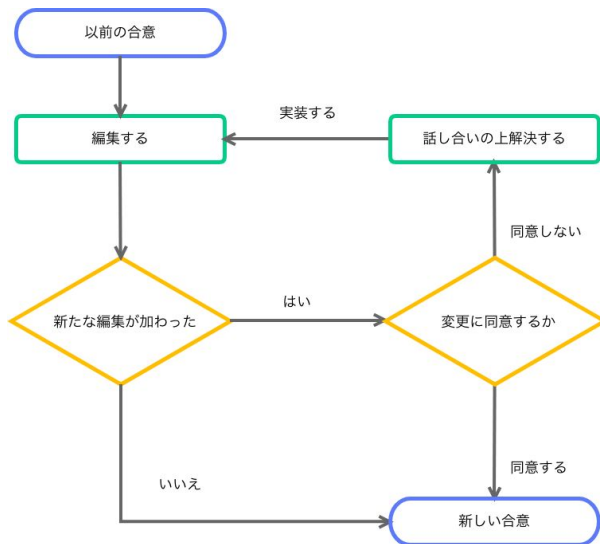 以前の合意
編集する
実装する
話し合いの上解決する
同意しない
新たな編集が加わった
はい
変更に同意するか
いいえ
同意する
新しい合意